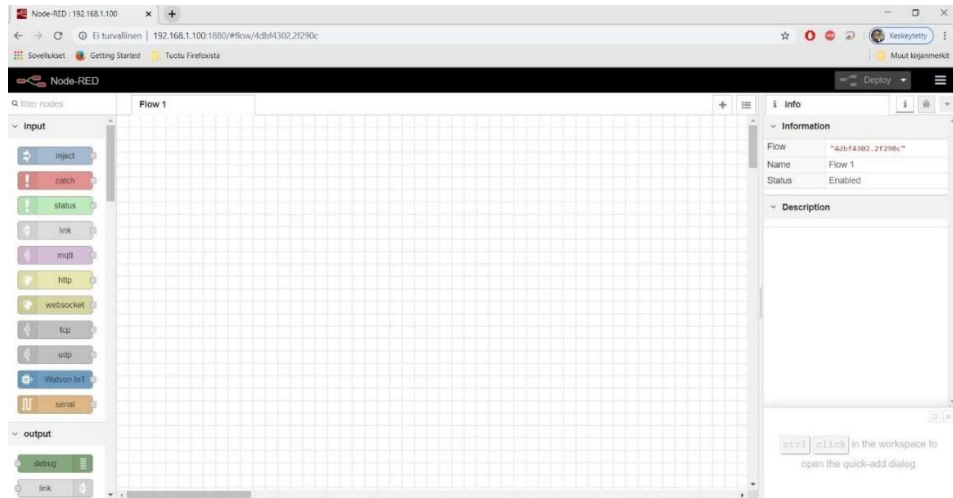 Node-RED : 192.168.1.100
Ei turvallinen | 192.168.1.100:1880/#flow/4dbf4302.2f290c
Keskeytetty
Sovellukset
Getting Started
Tuotu Firefoxista
Muut kirjanmerkit
Node-RED
Deploy
filter nodes
Flow 1
info
input
inject
catch
status
link
mqtt
http
websocket
tcp
udp
Watson IoT
serial
output
debug
link
Information
Flow "4dbf4302.2f290c"
Name Flow 1
Status Enabled
Description
ctrl click in the workspace to
open the quick-add dialog